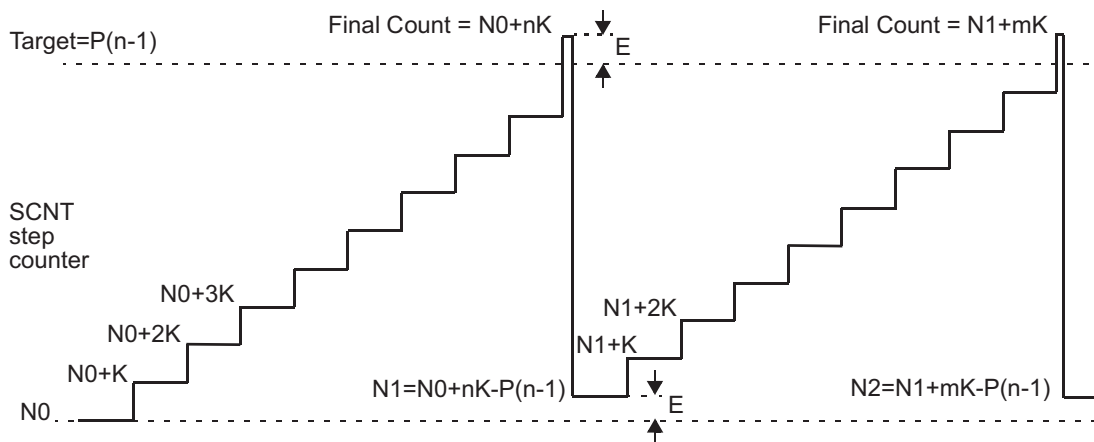 Final Count = N0+nK
Final Count = N1+mK
Target=P(n-1)
E
SCNT
step
counter
N0+3K
N0+2K
N0+K
N0
N1+2K
N1+K
N1=N0+nK-P(n-1)
E
N2=N1+mK-P(n-1)